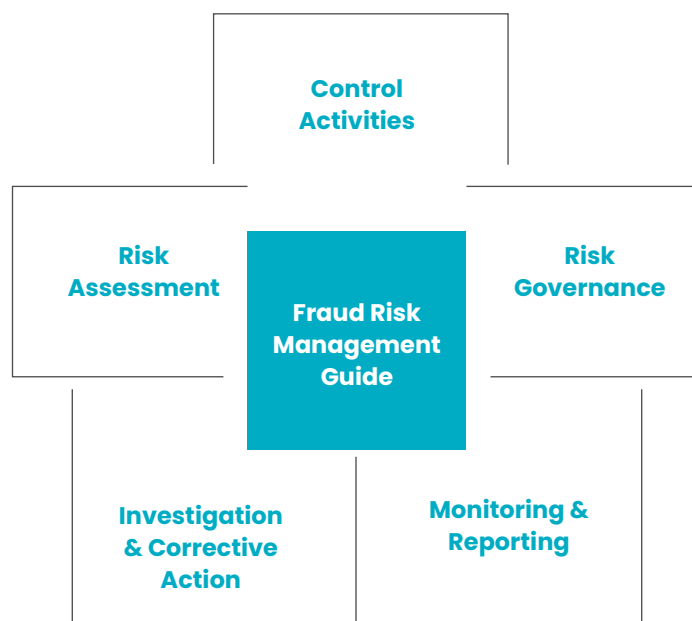 Control
Activities
Risk
Assessment
Risk
Governance
Fraud Risk
Management
Guide
Investigation
& Corrective
Action
Monitoring &
Reporting